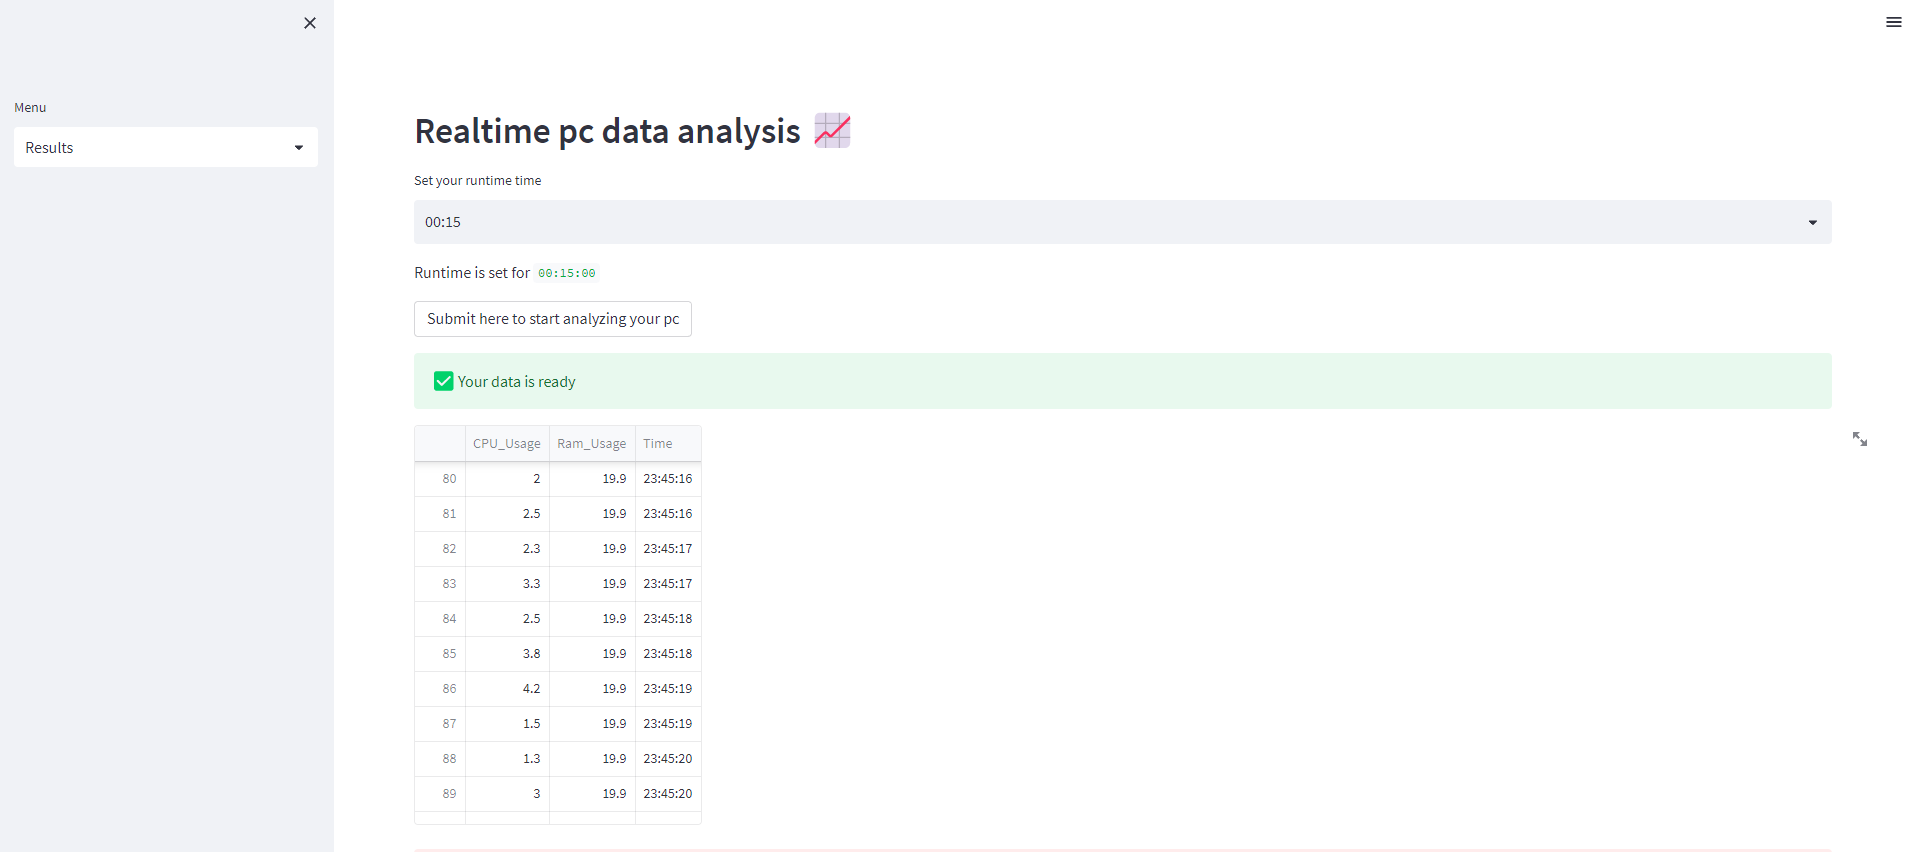 Menu
Results
Realtime pc data analysis
Set your runtime time
00:15
Runtime is set for 00:15:00
Submit here to start analyzing your pc
Your data is ready
CPU_Usage Ram_Usage Time
80 2 19.9 23:45:16
81 2.5 19.9 23:45:16
82 2.3 19.9 23:45:17
83 3.3 19.9 23:45:17
84 2.5 19.9 23:45:18
85 3.8 19.9 23:45:18
86 4.2 19.9 23:45:19
87 1.5 19.9 23:45:19
88 1.3 19.9 23:45:20
89 3 19.9 23:45:20